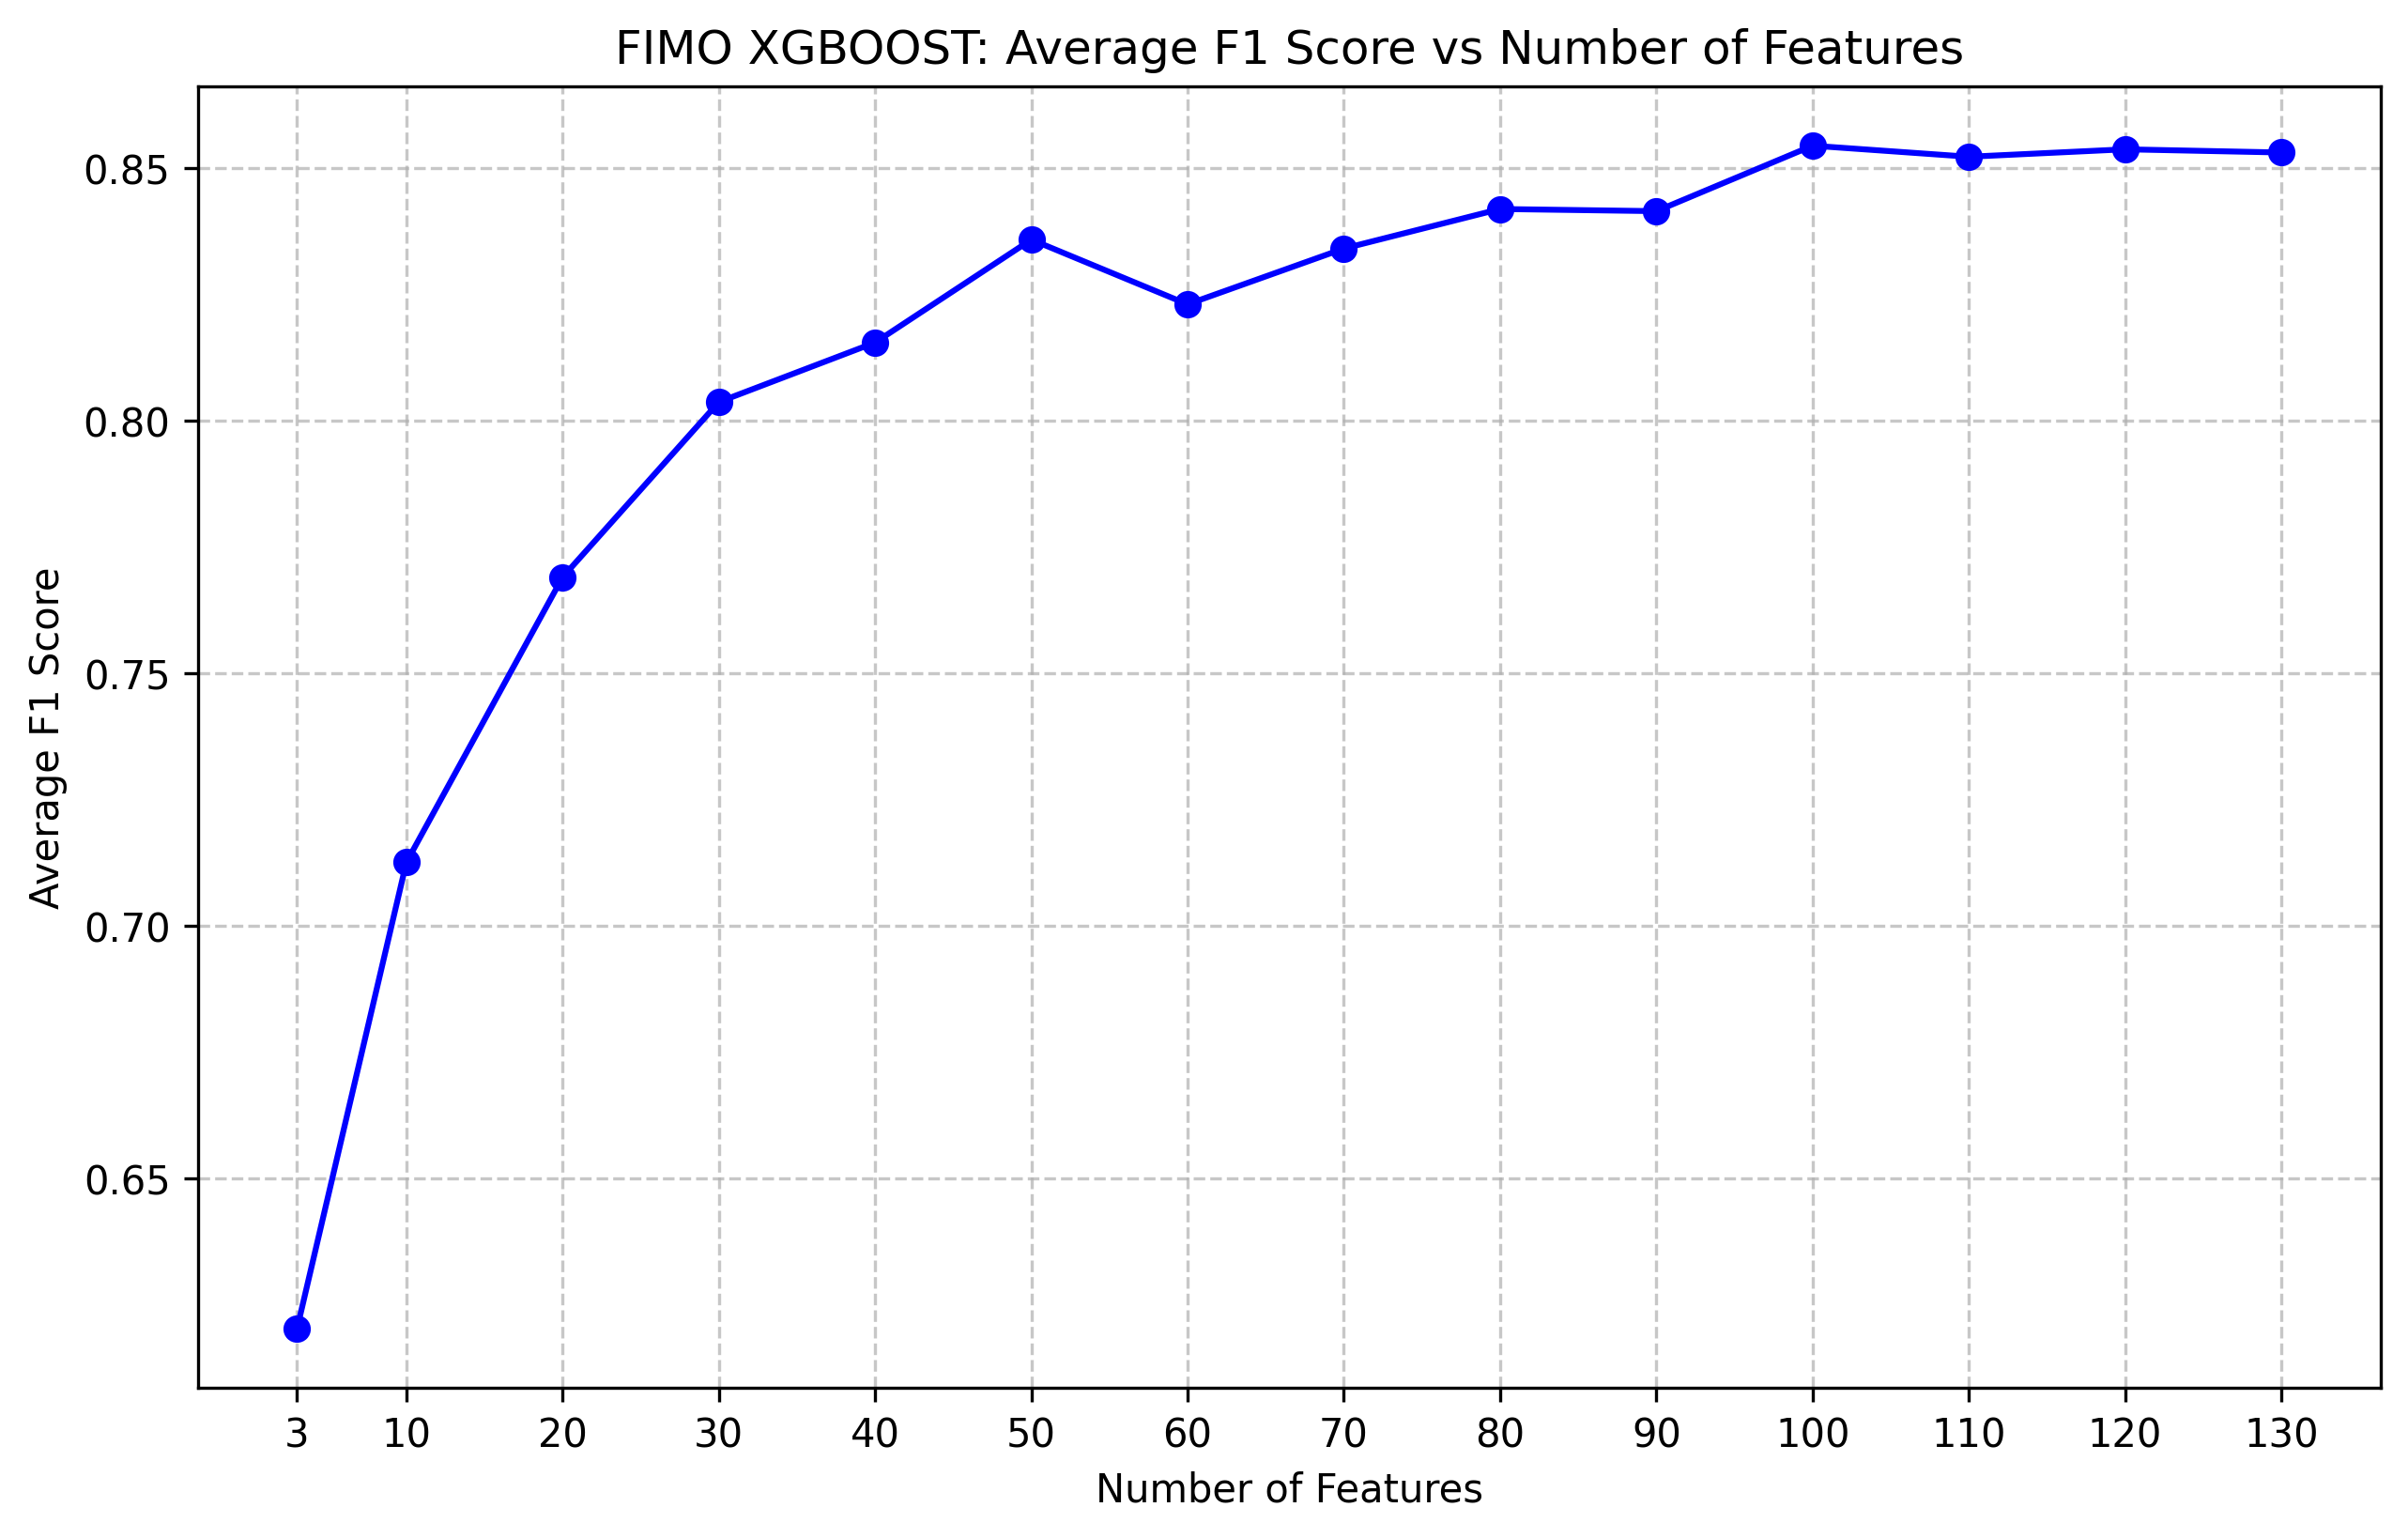 FIMO XGBOOST: Average F1 Score vs Number of Features
Average F1 Score
0.85
0.80
0.75
0.70
0.65
3 10 20 30 40 50 60 70 80 90 100 110 120 130
Number of Features